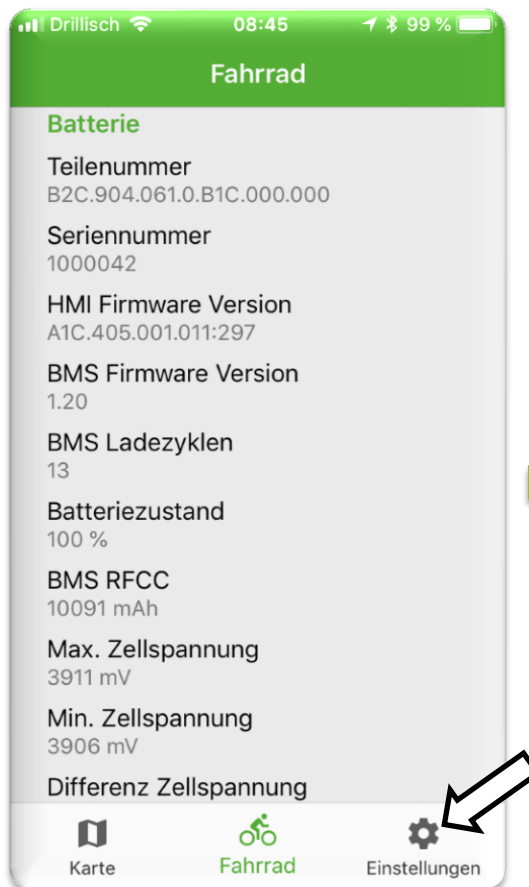 Drillisch 08:45 99 %
Fahrrad
Batterie
Teilenummer
B2C.904.061.0.B1C.000.000
Seriennummer
1000042
HMI Firmware Version
A1C.405.001.011:297
BMS Firmware Version
1.20
BMS Ladezyklen
13
Batteriezustand
100 %
BMS RFCC
10091 mAh
Max. Zellspannung
3911 mV
Min. Zellspannung
3906 mV
Differenz Zellspannung
Karte Fahrrad Einstellungen